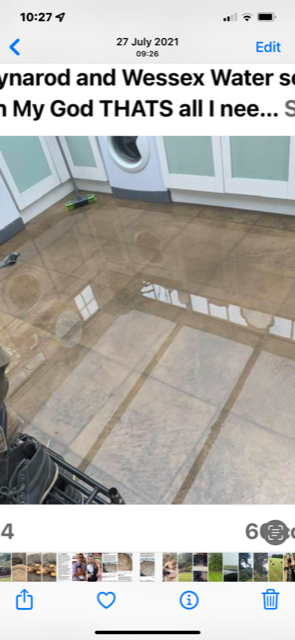 10:27
27 July 2021
09:26
Edit
ynarod and Wessex Water s
My God THATS all I nee... S
4
6